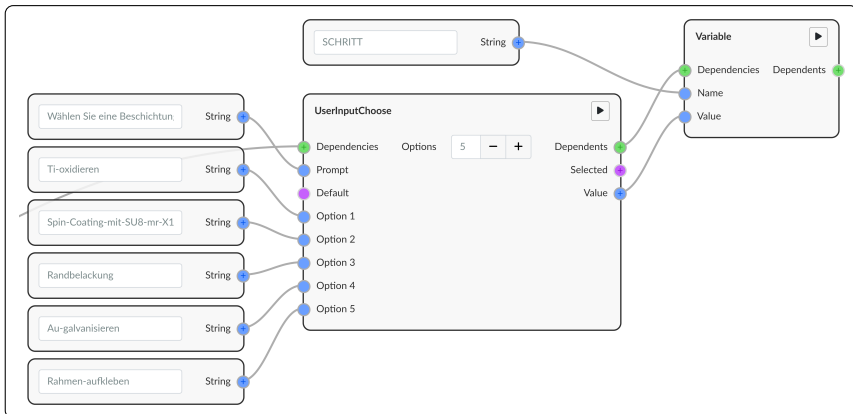 SCHRITT String
Variable
Dependencies Dependents
Name
Value
Wählen Sie eine Beschichtun String
Ti-oxidieren String
Spin-Coating-mit-SU8-mr-X1 String
Randbelackung String
Au-galvanisieren String
Rahmen-aufkleben String
UserInputChoose
Dependencies Options 5 − + Dependents
Prompt Selected
Default Value
Option 1
Option 2
Option 3
Option 4
Option 5